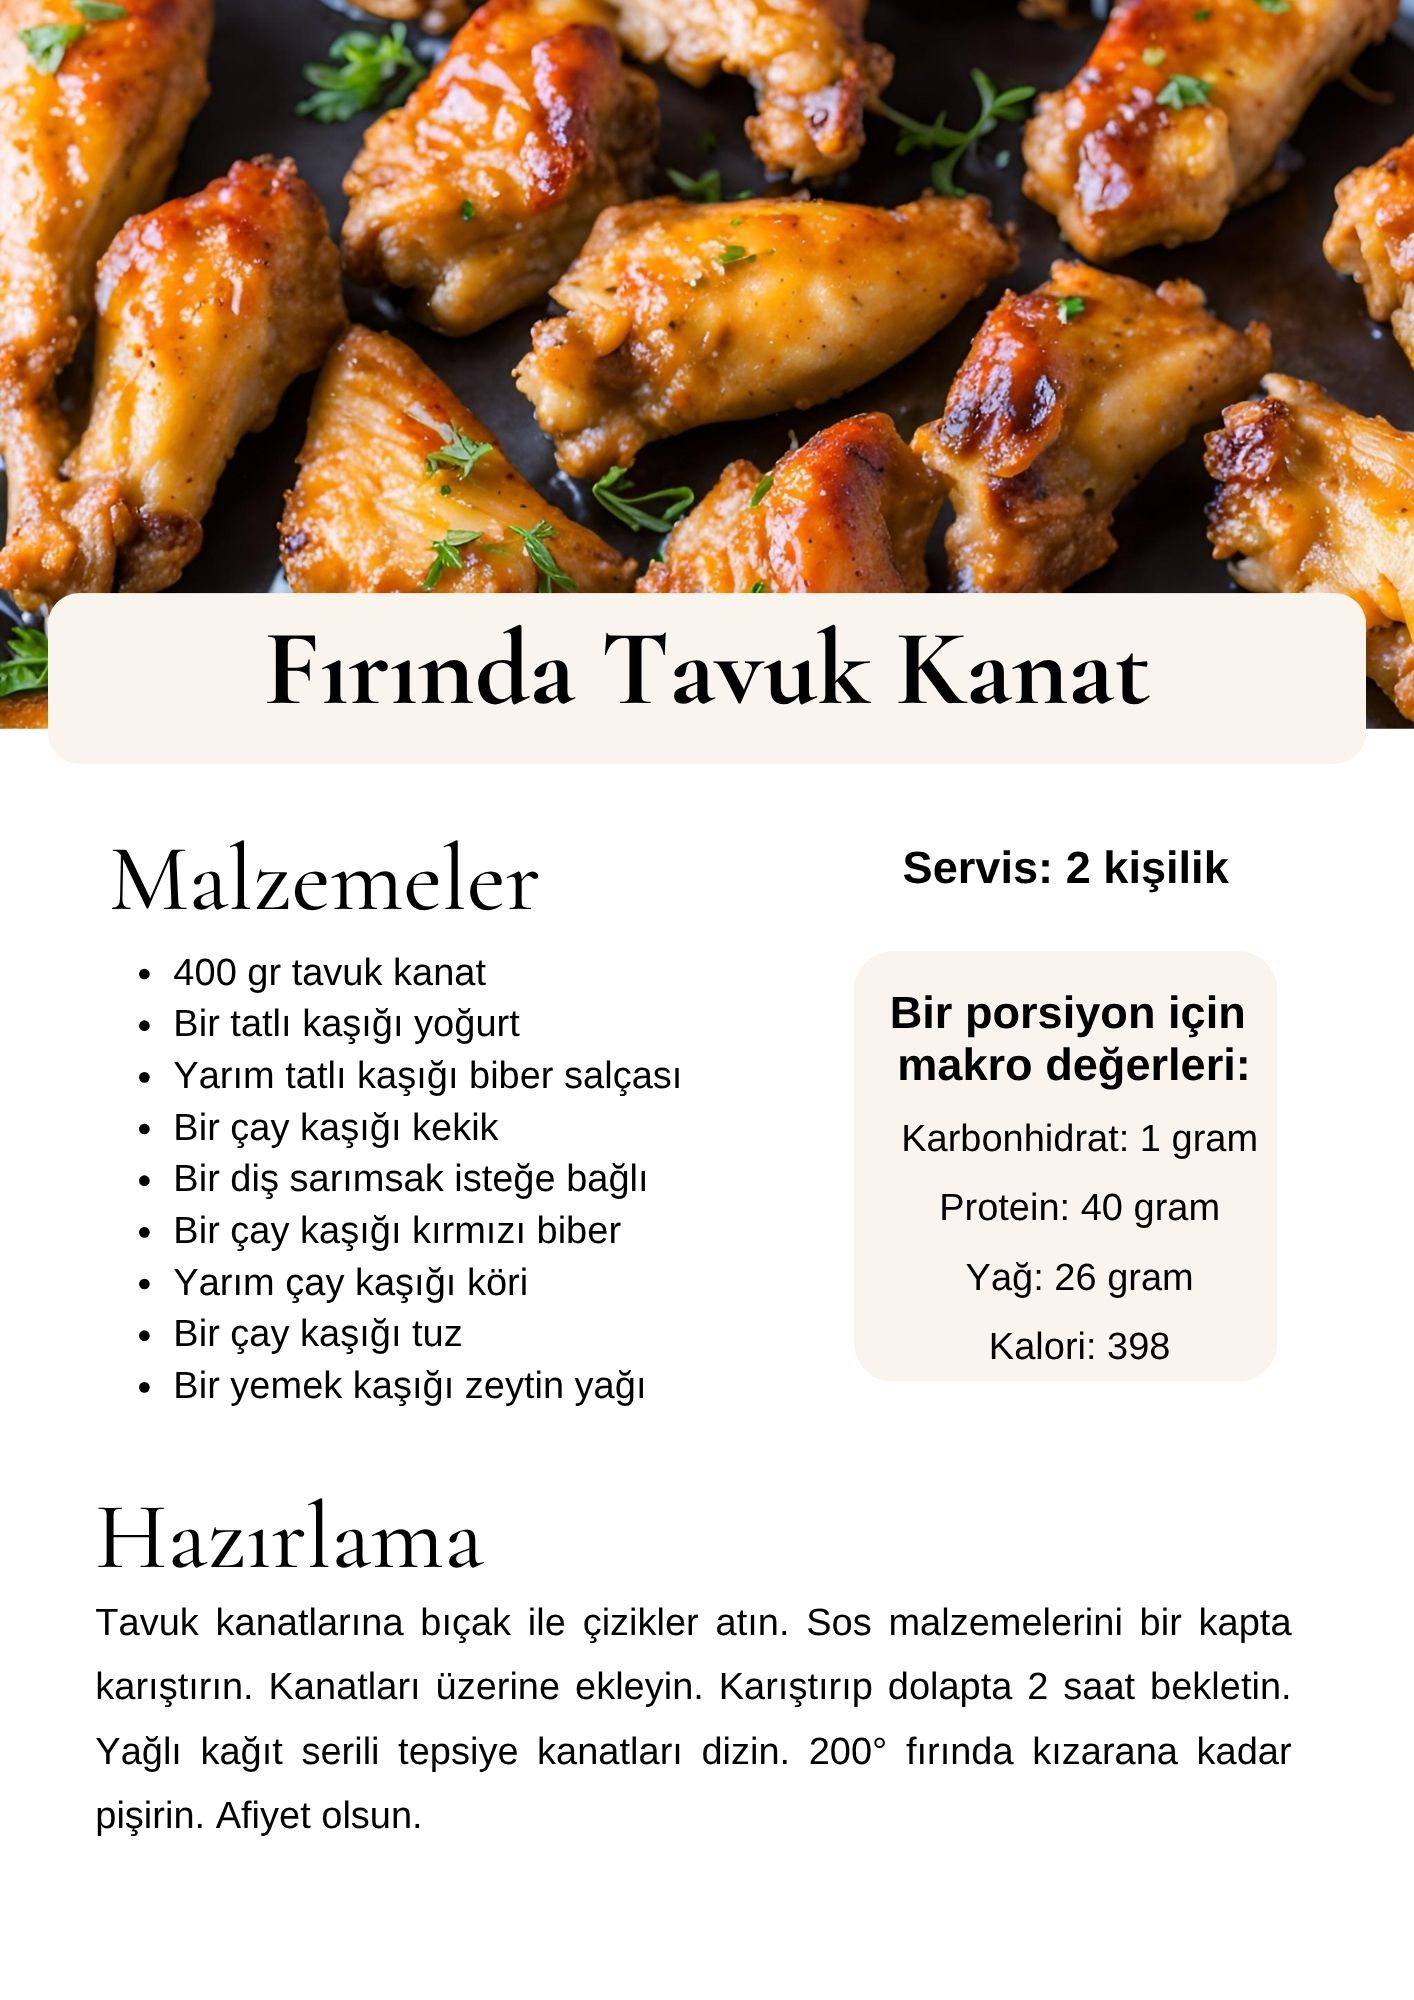 Fırında Tavuk Kanat
Malzemeler
400 gr tavuk kanat
Bir tatlı kaşığı yoğurt
Yarım tatlı kaşığı biber salçası
Bir çay kaşığı kekik
Bir diş sarımsak isteğe bağlı
Bir çay kaşığı kırmızı biber
Yarım çay kaşığı köri
Bir çay kaşığı tuz
Bir yemek kaşığı zeytin yağı
Servis: 2 kişilik
Bir porsiyon için
makro değerleri:
Karbonhidrat: 1 gram
Protein: 40 gram
Yağ: 26 gram
Kalori: 398
Hazırlama
Tavuk kanatlarına bıçak ile çizikler atın. Sos malzemelerini bir kapta
karıştırın. Kanatları üzerine ekleyin. Karıştırıp dolapta 2 saat bekletin.
Yağlı kağıt serili tepsiye kanatları dizin. 200° fırında kızarana kadar
pişirin. Afiyet olsun.